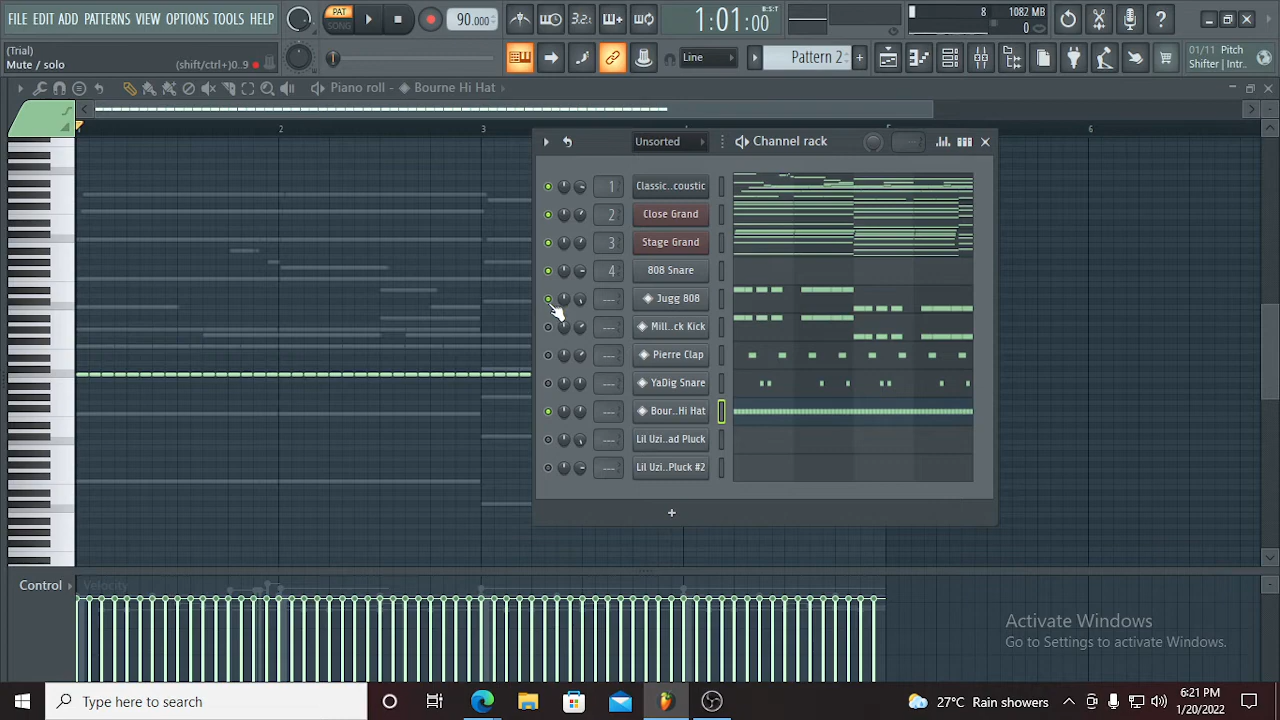 FILE EDIT ADD PATTERNS VIEW OPTIONS TOOLS HELP
PAT
SONG
90.000
3.2
1:01:00
B:S:T
8
1082 MB
0
(Trial)
Mute / solo
(shift/ctrl+)0..9
Line
Pattern 2
01/11 Pitch
Shifter | Intr..
Piano roll - Bourne Hi Hat
2
3
5
6
Unsorted
Channel rack
1
Classic..coustic
2
Close Grand
3
Stage Grand
4
808 Snare
---
Jugg 808
---
Mill..ck Kick
---
Pierre Clap
---
YaDig Snare
---
Bour..Hi Hat
---
Lil Uzi..ad Pluck
---
Lil Uzi..Pluck #2
+
Control
Velocity
Activate Windows
Go to Settings to activate Windows.
Type here to search
27°C Rain showers
6:21 PM
1/20/2022